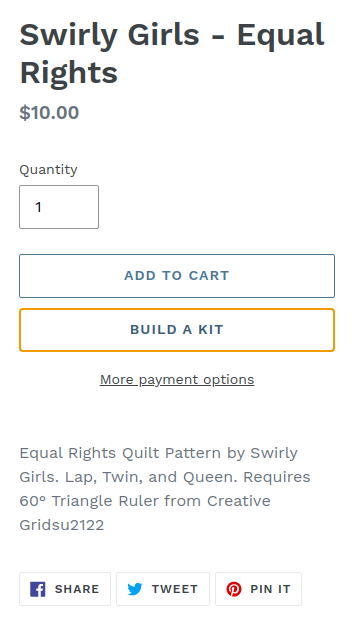 Swirly Girls - Equal
Rights
$10.00
Quantity
1
ADD TO CART
BUILD A KIT
More payment options
Equal Rights Quilt Pattern by Swirly
Girls. Lap, Twin, and Queen. Requires
60° Triangle Ruler from Creative
Gridsu2122
SHARE TWEET PIN IT